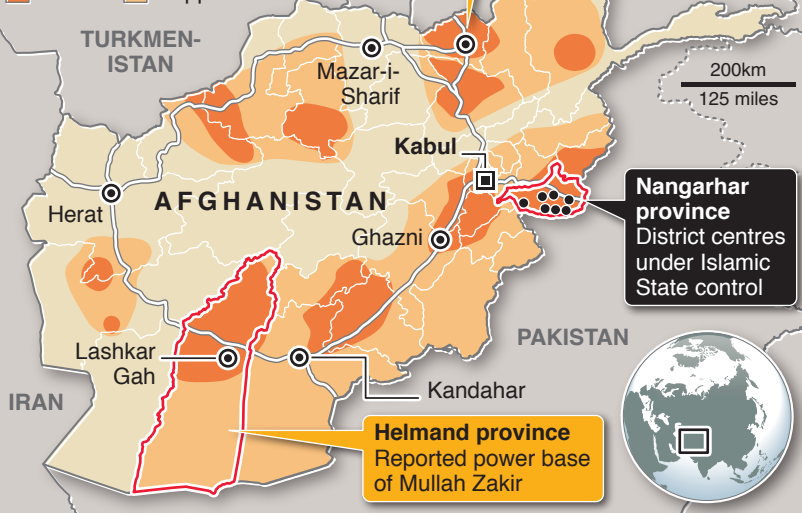 TURKMEN-
ISTAN
Mazar-i-
Sharif
200km
125 miles
Kabul
AFGHANISTAN
Herat
Ghazni
Nangarhar
province
District centres
under Islamic
State control
PAKISTAN
Lashkar
Gah
Kandahar
IRAN
Helmand province
Reported power base
of Mullah Zakir